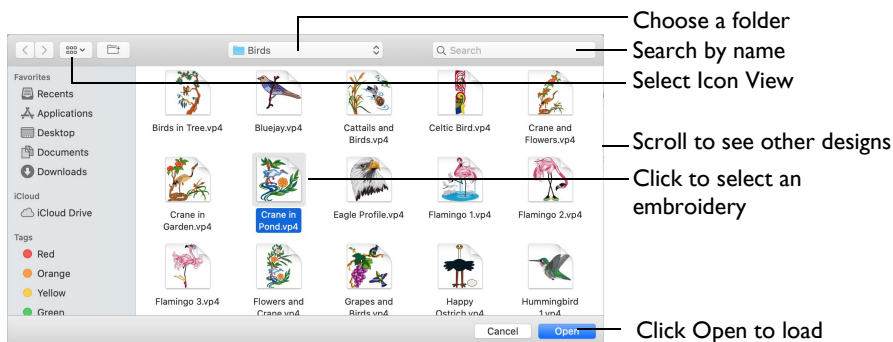 Choose a folder
Birds
Search
Search by name
Select Icon View
Favorites
Recents
Applications
Desktop
Documents
Downloads
iCloud
iCloud Drive
Tags
Red
Orange
Yellow
Green
Birds in Tree.vp4
Bluejay.vp4
Cattails and
Birds.vp4
Celtic Bird.vp4
Crane and
Flowers.vp4
Scroll to see other designs
Click to select an
embroidery
Crane in
Garden.vp4
Crane in
Pond.vp4
Eagle Profile.vp4
Flamingo 1.vp4
Flamingo 2.vp4
Flamingo 3.vp4
Flowers and
Crane.vp4
Grapes and
Birds.vp4
Happy
Ostrich.vp4
Hummingbird
1.vp4
Cancel
Open
Click Open to load